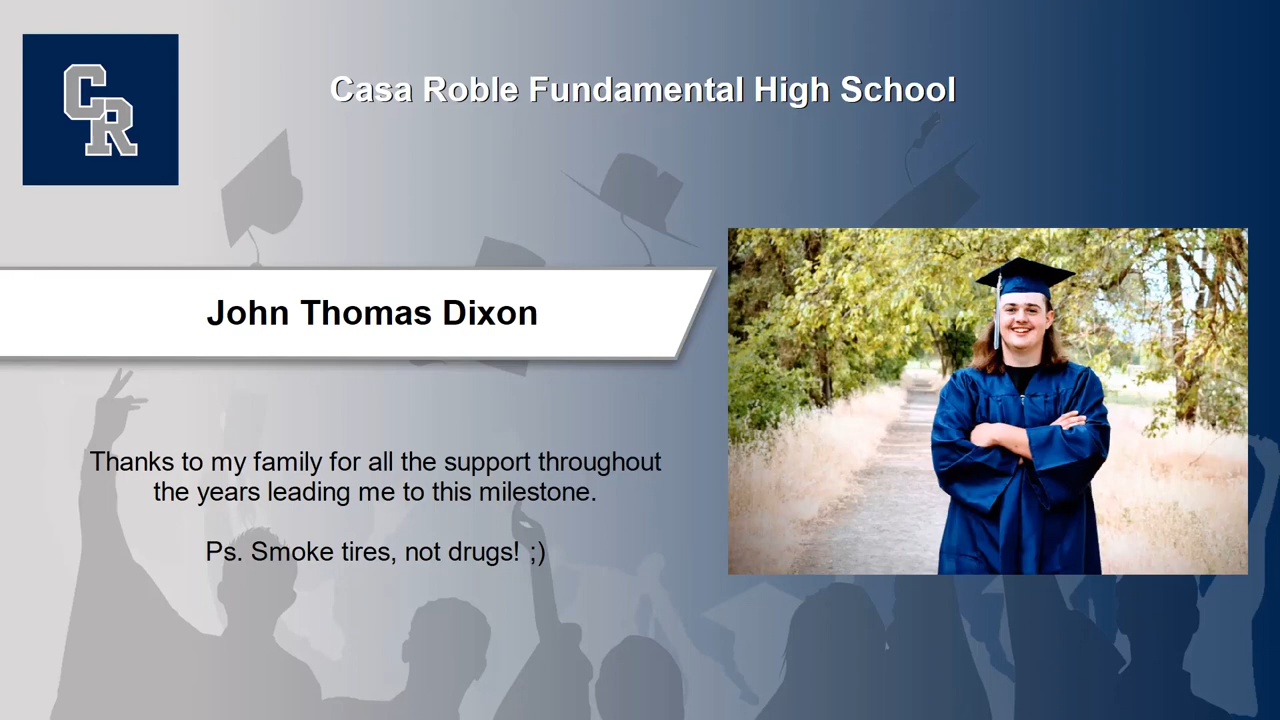 CR
Casa Roble Fundamental High School
John Thomas Dixon
Thanks to my family for all the support throughout
the years leading me to this milestone.
Ps. Smoke tires, not drugs! ;)